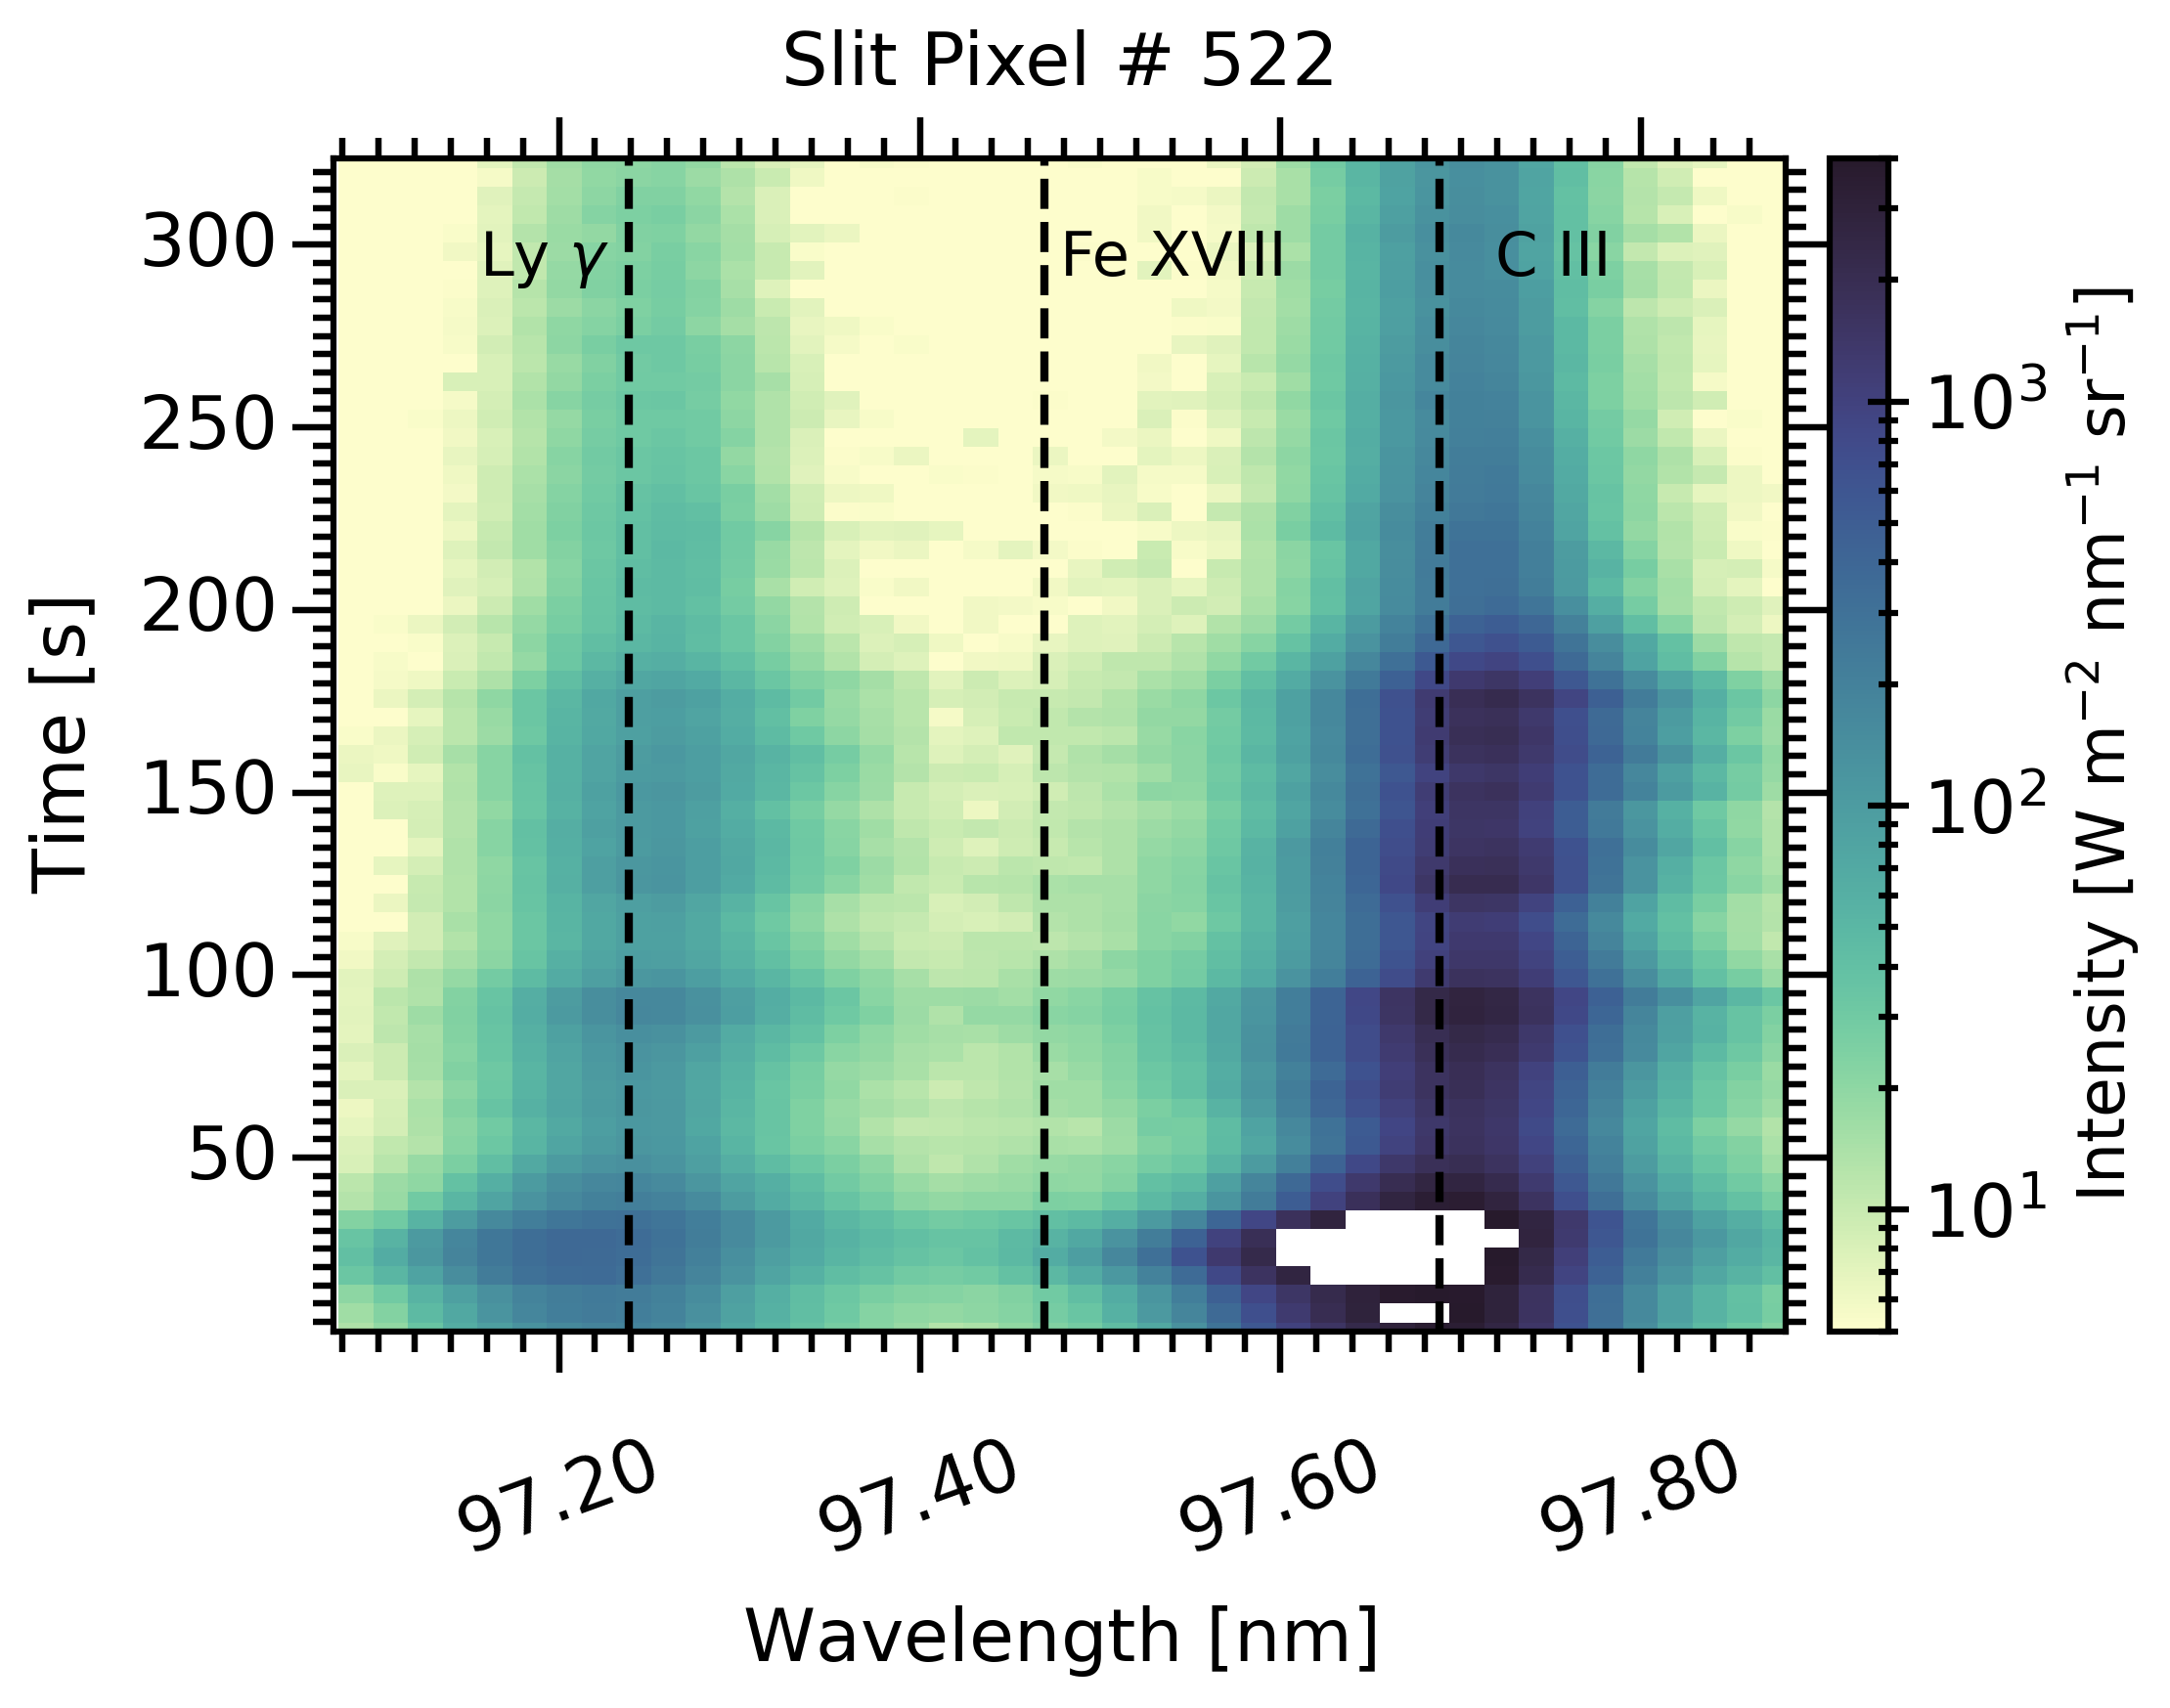 Slit Pixel # 522
Ly γ
Fe XVIII
C III
300
250
200
150
100
50
Time [s]
97.20
97.40
97.60
97.80
Wavelength [nm]
10³
10²
10¹
Intensity [W m⁻² nm⁻¹ sr⁻¹]